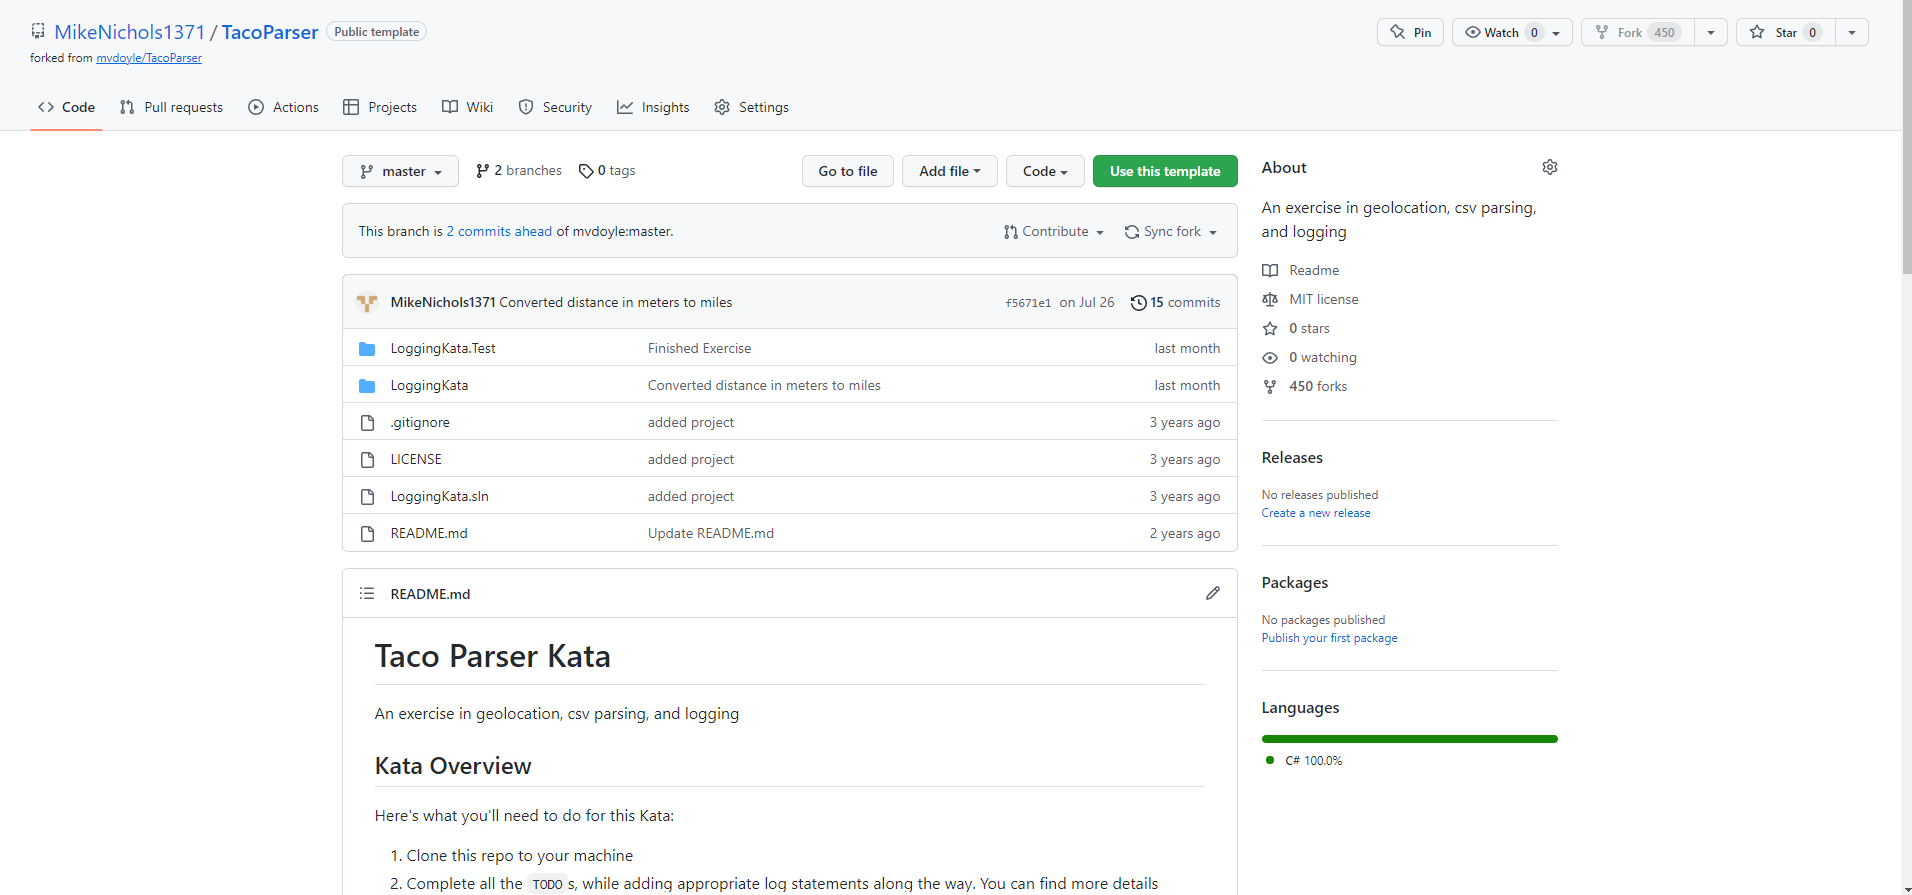 MikeNichols1371 / TacoParser Public template
Pin Watch 0 Fork 450 Star 0
forked from mvdoyle/TacoParser
Code Pull requests Actions Projects Wiki Security Insights Settings
master 2 branches 0 tags Go to file Add file Code Use this template
This branch is 2 commits ahead of mvdoyle:master. Contribute Sync fork
MikeNichols1371 Converted distance in meters to miles f5671e1 on Jul 26 15 commits
LoggingKata.Test Finished Exercise last month
LoggingKata Converted distance in meters to miles last month
.gitignore added project 3 years ago
LICENSE added project 3 years ago
LoggingKata.sln added project 3 years ago
README.md Update README.md 2 years ago
README.md
Taco Parser Kata
An exercise in geolocation, csv parsing, and logging
Kata Overview
Here's what you'll need to do for this Kata:
1. Clone this repo to your machine
2. Complete all the TODO s, while adding appropriate log statements along the way. You can find more details
About
An exercise in geolocation, csv parsing,
and logging
Readme
MIT license
0 stars
0 watching
450 forks
Releases
No releases published
Create a new release
Packages
No packages published
Publish your first package
Languages
C# 100.0%